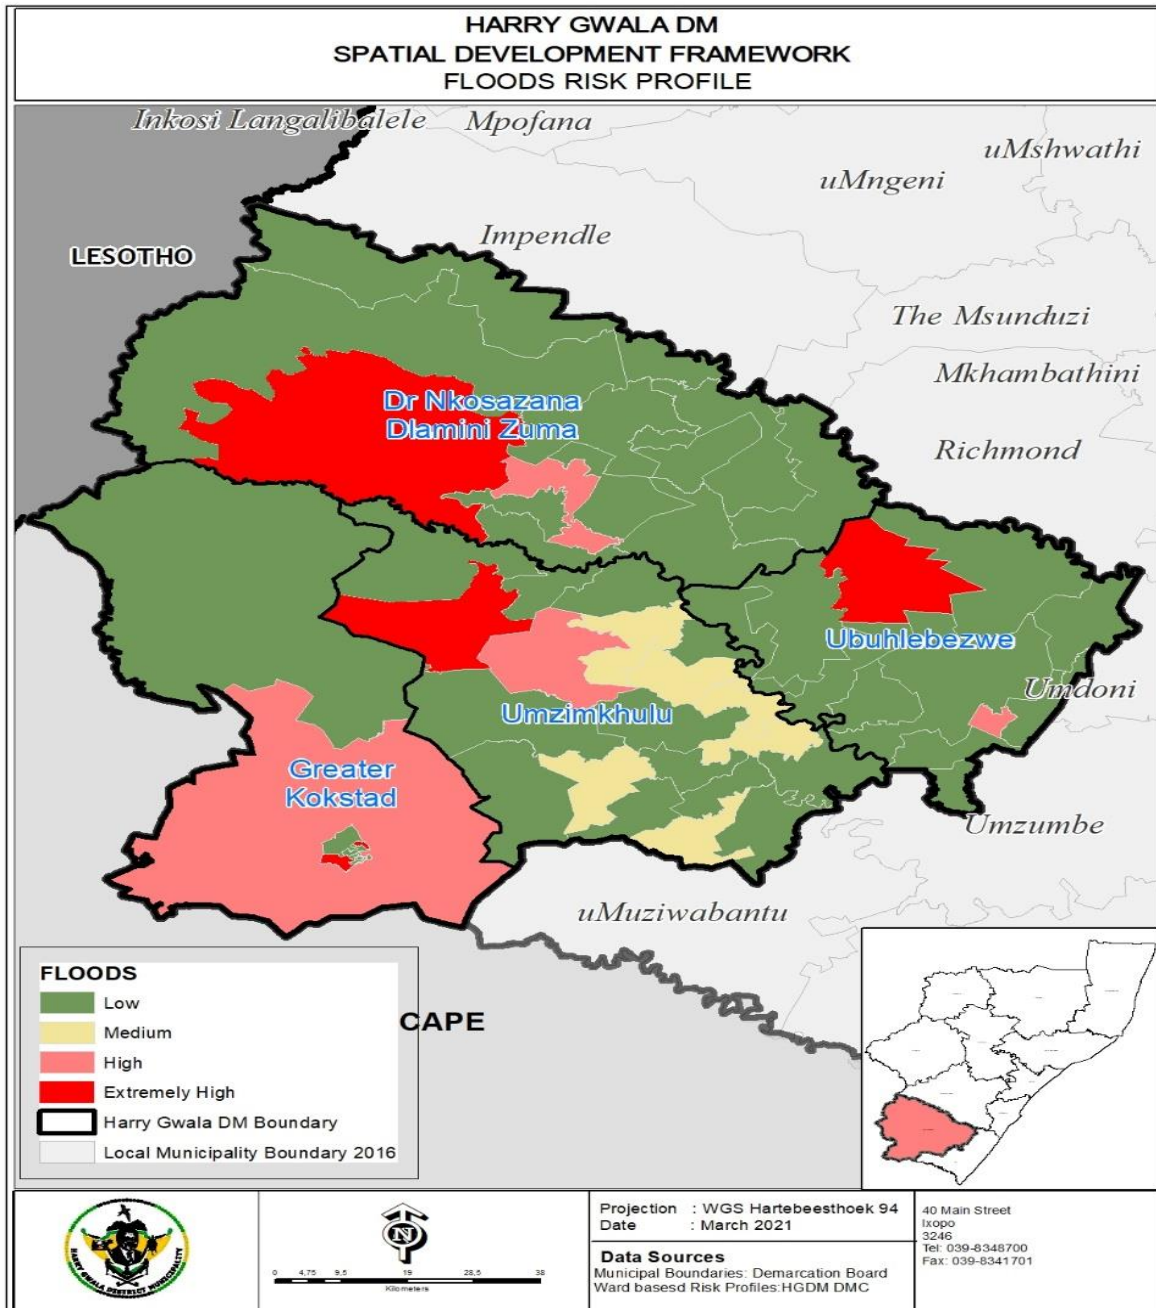 HARRY GWALA DM
SPATIAL DEVELOPMENT FRAMEWORK
FLOODS RISK PROFILE
Inkosi Langalibalele
Mpofana
uMshwathi
uMngeni
Impendle
LESOTHO
The Msunduzi
Mkhambathini
Dr Nkosazana
Dlamini Zuma
Richmond
Ubuhlebezwe
Umdoni
Umzimkhulu
Greater
Kokstad
Umzumbe
uMuziwabantu
CAPE
FLOODS
Low
Medium
High
Extremely High
Harry Gwala DM Boundary
Local Municipality Boundary 2016
HARRY GWALA DISTRICT MUNICIPALITY
N
0 4,75 9,5 19 28,5 38
Kilometers
Projection : WGS Hartebeesthoek 94
Date : March 2021
Data Sources
Municipal Boundaries: Demarcation Board
Ward basesd Risk Profiles:HGDM DMC
40 Main Street
Ixopo
3246
Tel: 039-8348700
Fax: 039-8341701